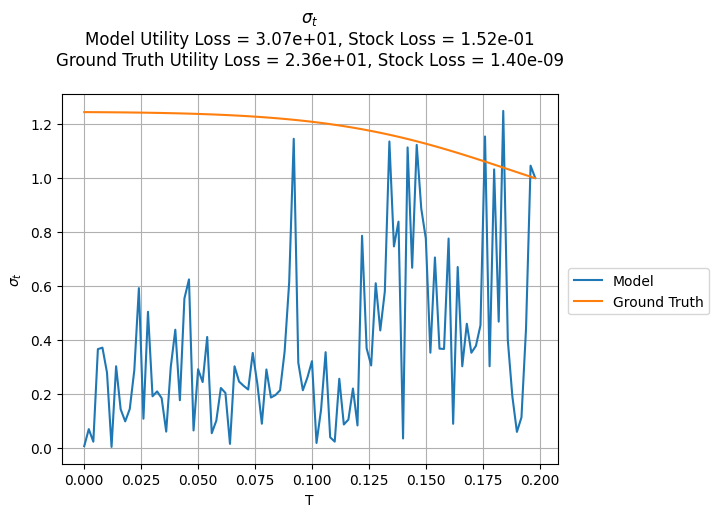 σt
Model Utility Loss = 3.07e+01, Stock Loss = 1.52e-01
Ground Truth Utility Loss = 2.36e+01, Stock Loss = 1.40e-09
1.2
1.0
0.8
0.6
0.4
0.2
0.0
σt
0.000 0.025 0.050 0.075 0.100 0.125 0.150 0.175 0.200
T
Model
Ground Truth